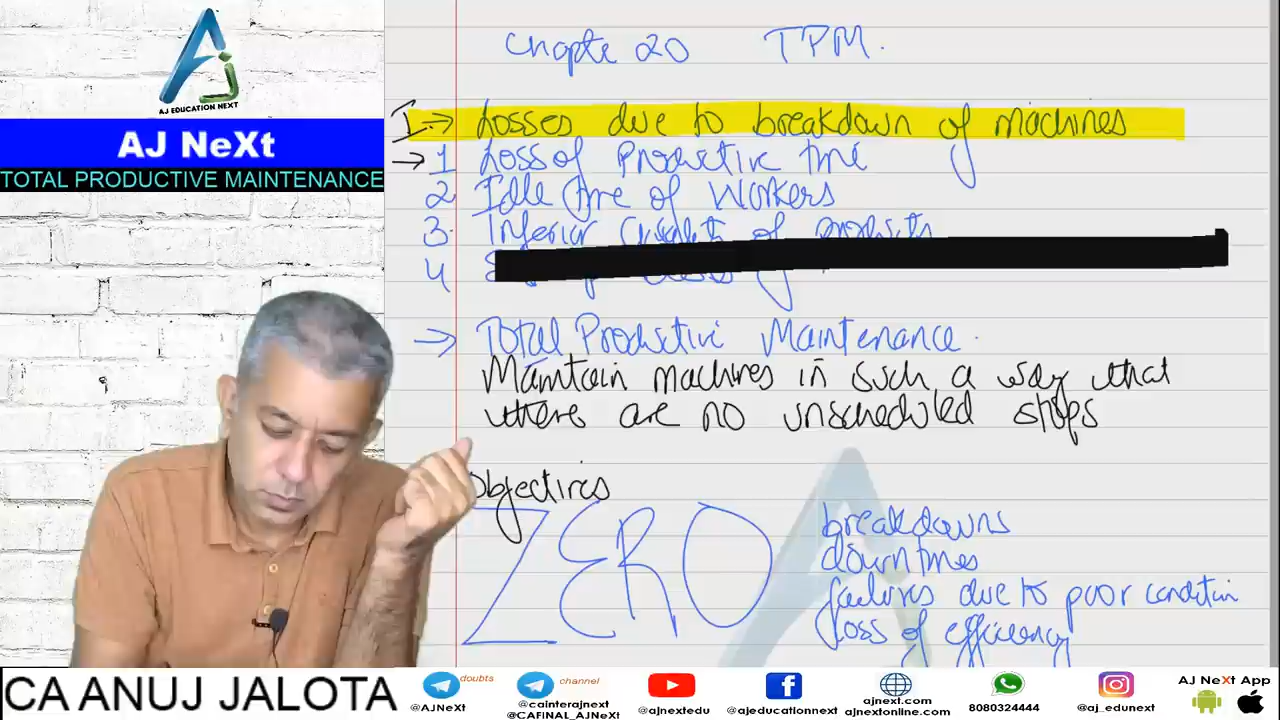 AJ EDUCATION NEXT
AJ NeXt
TOTAL PRODUCTIVE MAINTENANCE
Chapte 20 TPM.
I → Losses due to breakdown of machines
→ 1 Loss of Productive time
2 Idle time of Workers
3. Inferior Quality of products
4
→ Total Productive Maintenance.
Maintain machines in such a way that
there are no unscheduled stops
Objectives
ZERO
breakdowns
downtimes
failures due to poor condition
loss of efficiency
CA ANUJ JALOTA
doubts
@AJNeXt
channel
@cainterajnext
@CAFINAL_AJNeXt
@ajnextedu
@ajeducationnext
ajnext.com
ajnextonline.com
8080324444
@aj_edunext
AJ NeXt App